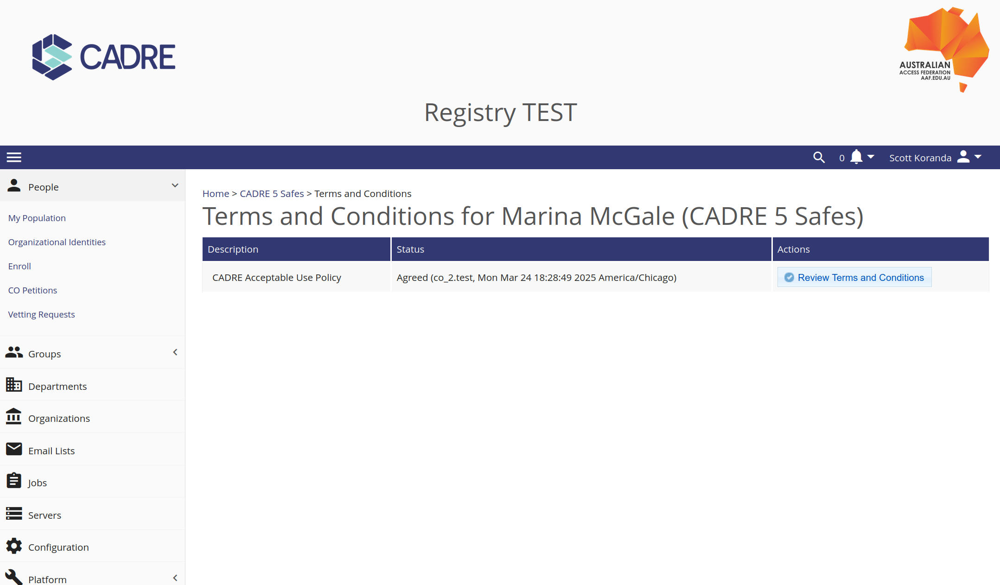 CADRE
AUSTRALIAN
ACCESS FEDERATION
AAF.EDU.AU
Registry TEST
0
Scott Koranda
People
My Population
Organizational Identities
Enroll
CO Petitions
Vetting Requests
Groups
Departments
Organizations
Email Lists
Jobs
Servers
Configuration
Platform
Home > CADRE 5 Safes > Terms and Conditions
Terms and Conditions for Marina McGale (CADRE 5 Safes)
Description Status Actions
CADRE Acceptable Use Policy Agreed (co_2.test, Mon Mar 24 18:28:49 2025 America/Chicago) Review Terms and Conditions